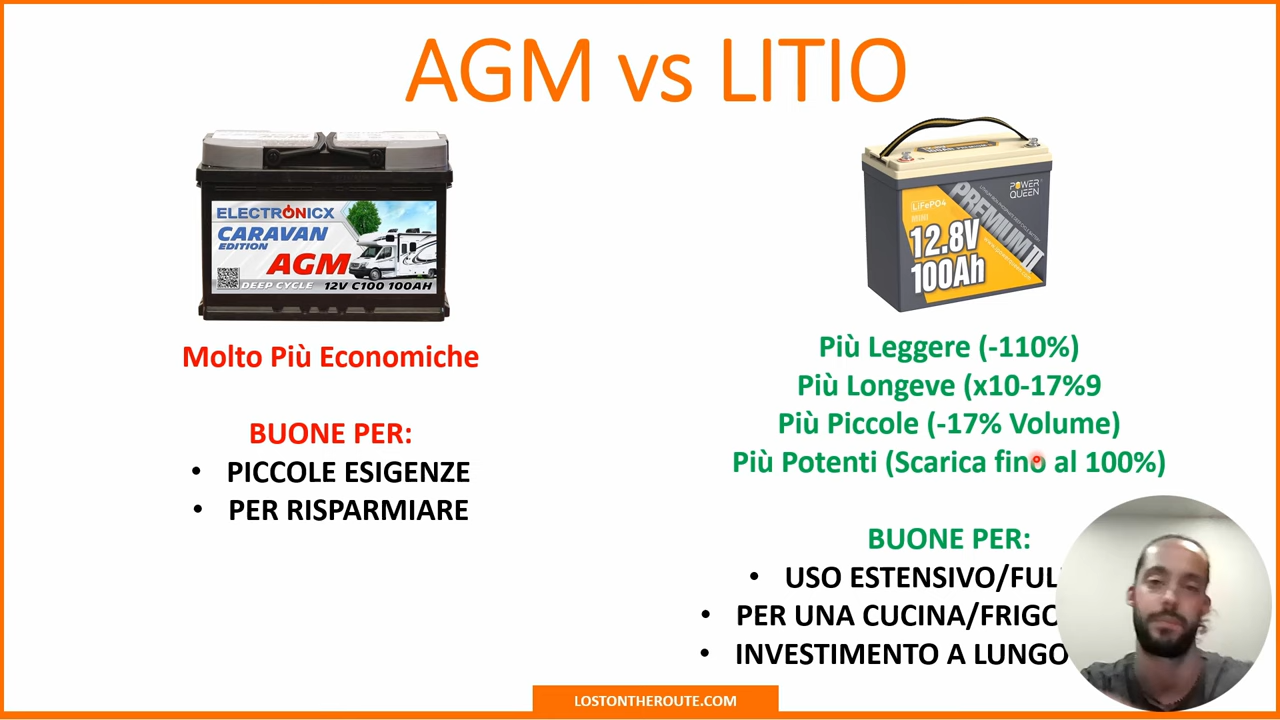 AGM vs LITIO
ELECTRONICX
CARAVAN
EDITION
AGM
DEEP CYCLE 12V C100 100AH
POWER
QUEEN
LiFePO4
PREMIUM II
12.8V
100Ah
Molto Più Economiche
BUONE PER:
• PICCOLE ESIGENZE
• PER RISPARMIARE
Più Leggere (-110%)
Più Longeve (x10-17%9
Più Piccole (-17% Volume)
Più Potenti (Scarica fino al 100%)
BUONE PER:
• USO ESTENSIVO/FUL
• PER UNA CUCINA/FRIGO
• INVESTIMENTO A LUNGO
LOSTONTHEROUTE.COM